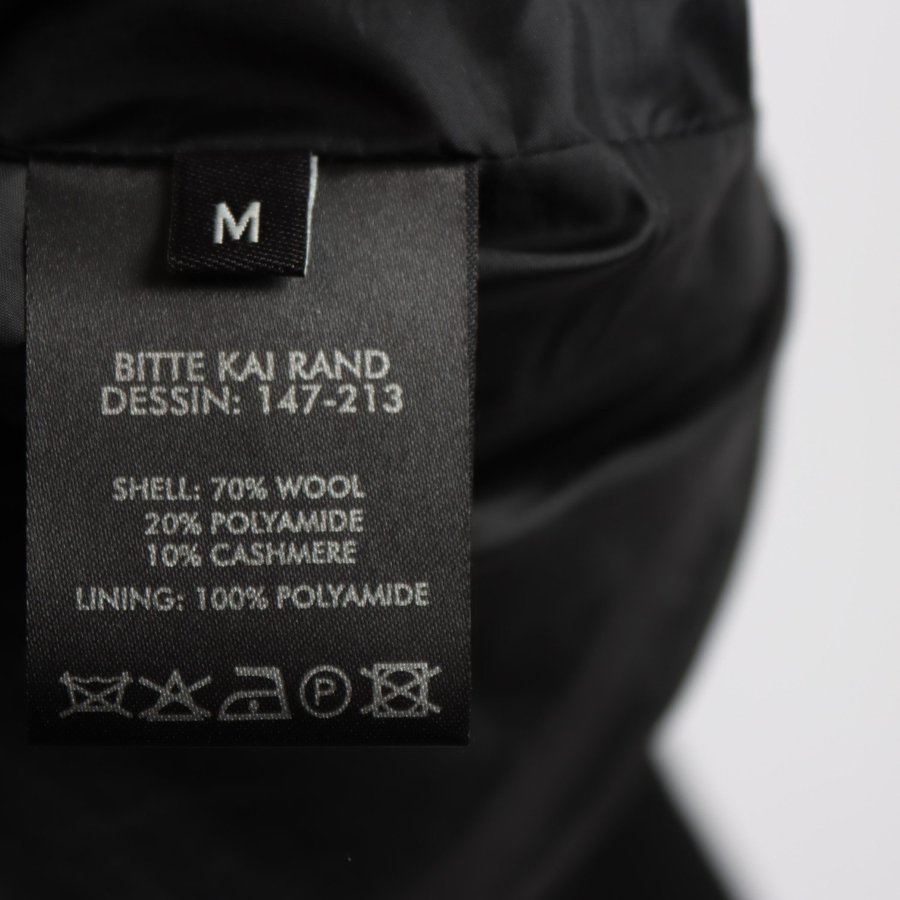 M
BITTE KAI RAND
DESSIN: 147-213
SHELL: 70% WOOL
20% POLYAMIDE
10% CASHMERE
LINING: 100% POLYAMIDE
P